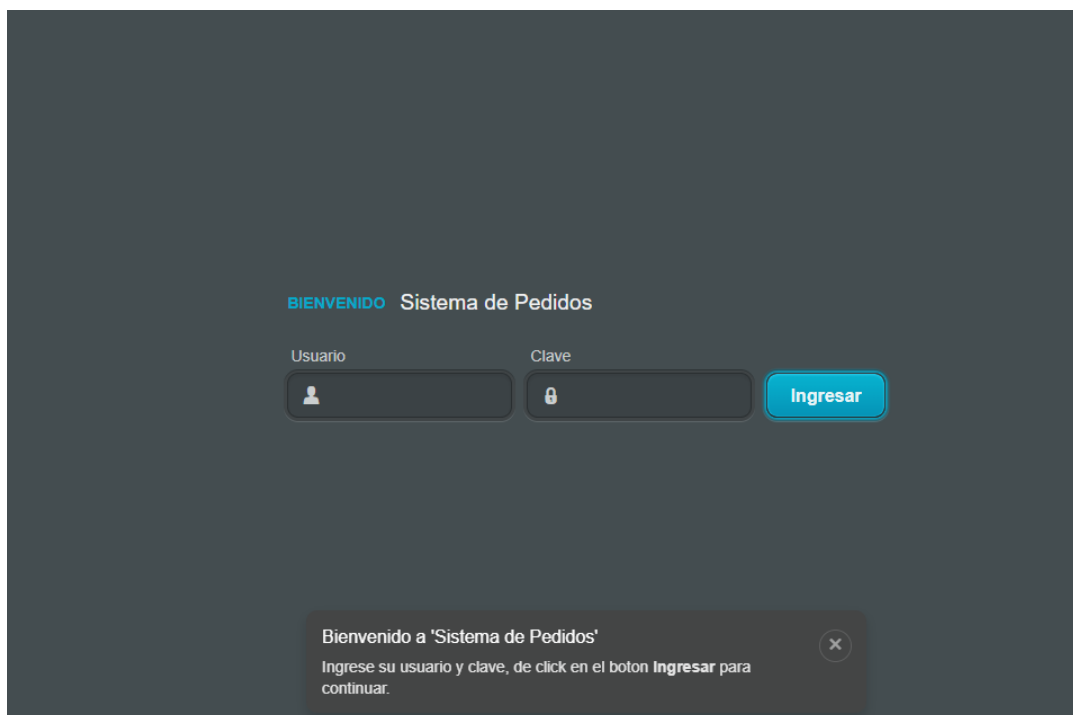 BIENVENIDO Sistema de Pedidos
Usuario Clave
Ingresar
Bienvenido a 'Sistema de Pedidos'
Ingrese su usuario y clave, de click en el boton Ingresar para
continuar.